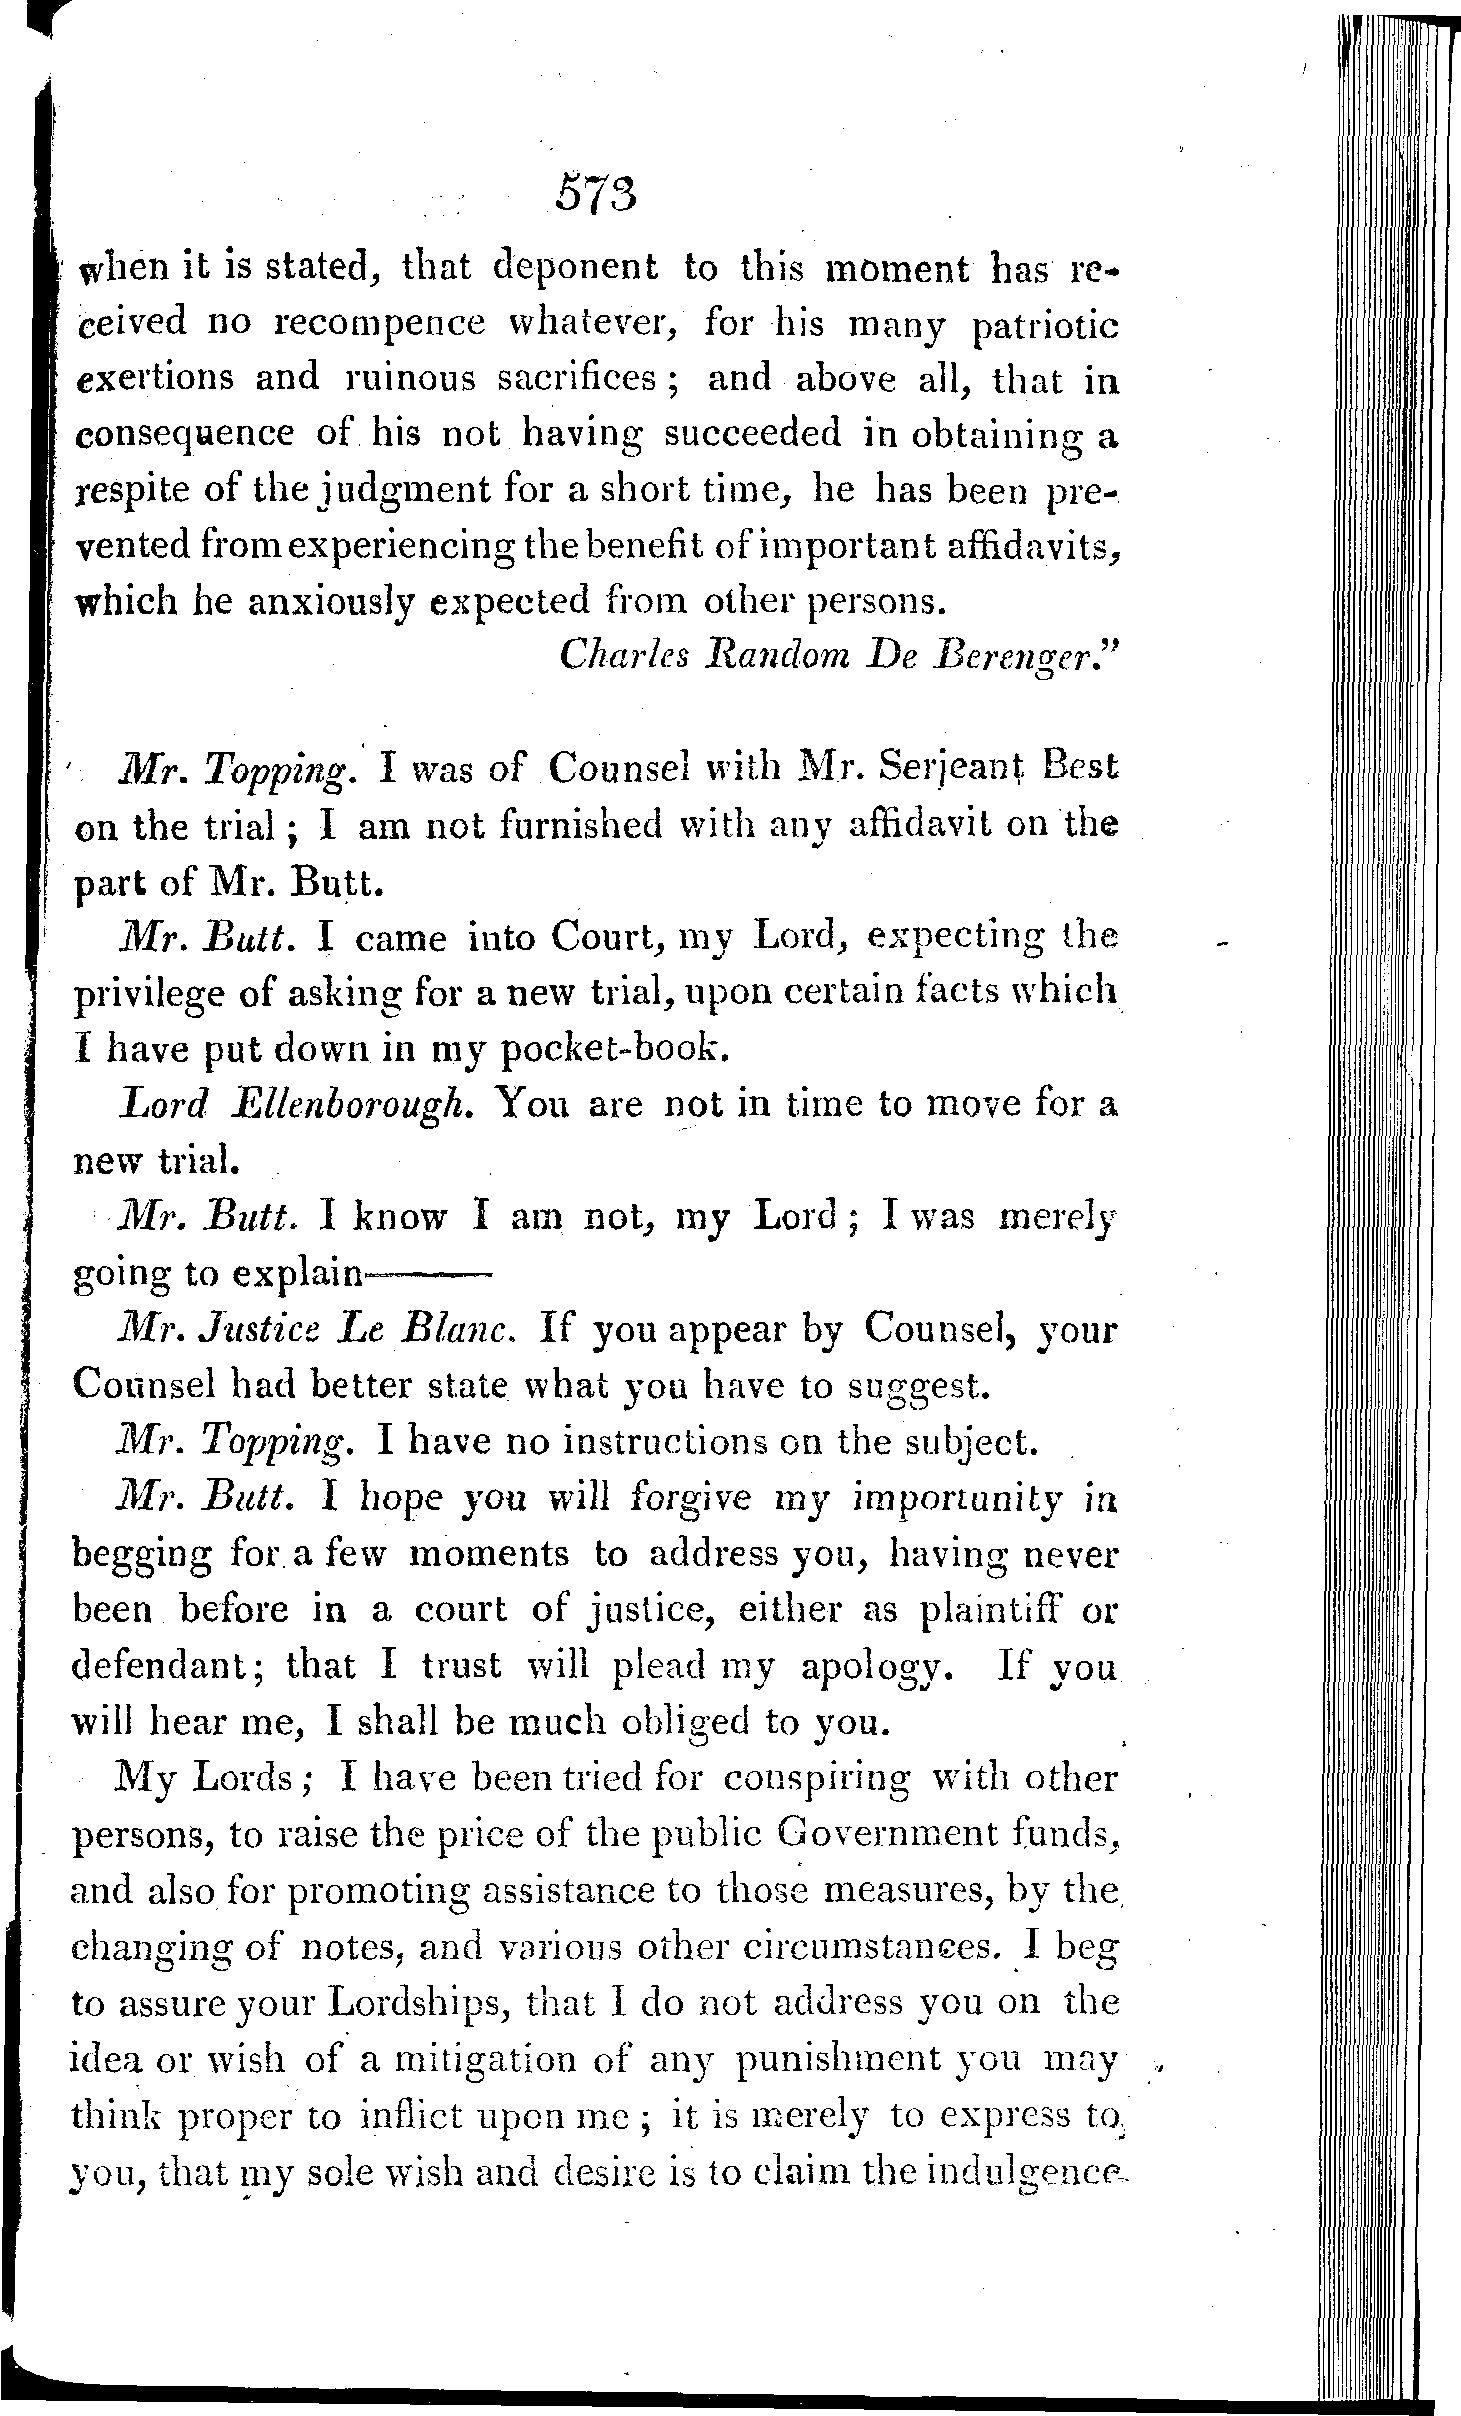 573
when it is stated, that deponent to this moment has re-
ceived no recompence whatever, for his many patriotic
exertions and ruinous sacrifices; and above all, that in
consequence of his not having succeeded in obtaining a
respite of the judgment for a short time, he has been pre-
vented from experiencing the benefit of important affidavits,
which he anxiously expected from other persons.
Charles Random De Berenger."
Mr. Topping. I was of Counsel with Mr. Serjeant Best
on the trial; I am not furnished with any affidavit on the
part of Mr. Butt.
Mr. Butt. I came into Court, my Lord, expecting the
privilege of asking for a new trial, upon certain facts which
I have put down in my pocket-book.
Lord Ellenborough. You are not in time to move for a
new trial.
Mr. Butt. I know I am not, my Lord; I was merely
going to explain——
Mr. Justice Le Blanc. If you appear by Counsel, your
Counsel had better state what you have to suggest.
Mr. Topping. I have no instructions on the subject.
Mr. Butt. I hope you will forgive my importunity in
begging for a few moments to address you, having never
been before in a court of justice, either as plaintiff or
defendant; that I trust will plead my apology. If you
will hear me, I shall be much obliged to you.
My Lords; I have been tried for conspiring with other
persons, to raise the price of the public Government funds,
and also for promoting assistance to those measures, by the
changing of notes, and various other circumstances. I beg
to assure your Lordships, that I do not address you on the
idea or wish of a mitigation of any punishment you may
think proper to inflict upon me; it is merely to express to
you, that my sole wish and desire is to claim the indulgence